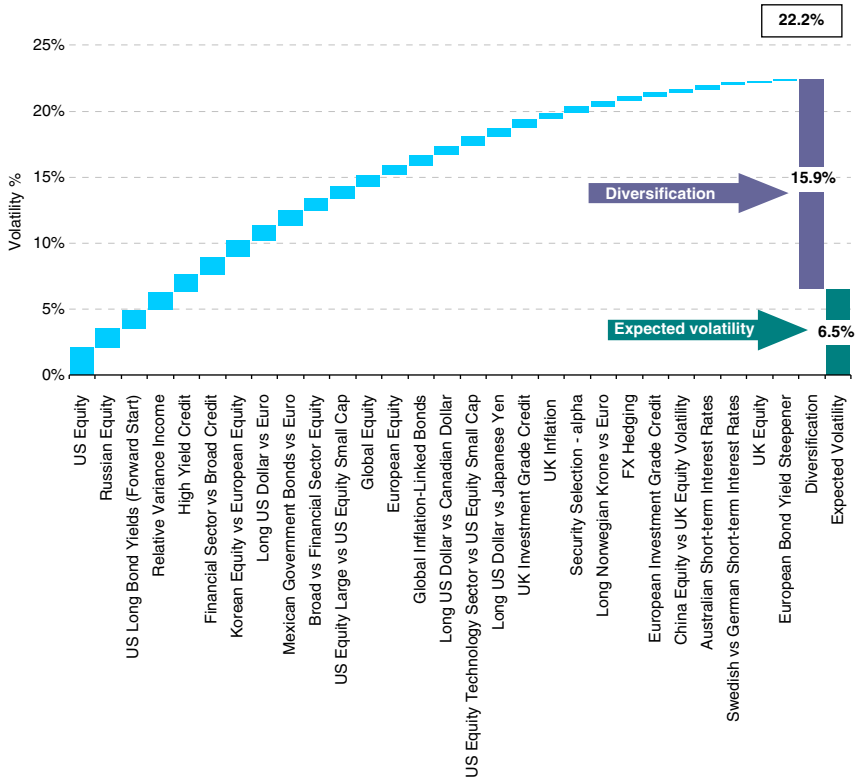 22.2%
25%
20%
15%
10%
5%
0%
Volatility %
15.9%
Diversification
Expected volatility
6.5%
US Equity
Russian Equity
US Long Bond Yields (Forward Start)
Relative Variance Income
High Yield Credit
Financial Sector vs Broad Credit
Korean Equity vs European Equity
Long US Dollar vs Euro
Mexican Government Bonds vs Euro
Broad vs Financial Sector Equity
US Equity Large vs US Equity Small Cap
Global Equity
European Equity
Global Inflation-Linked Bonds
Long US Dollar vs Canadian Dollar
US Equity Technology Sector vs US Equity Small Cap
Long US Dollar vs Japanese Yen
UK Investment Grade Credit
UK Inflation
Security Selection - alpha
Long Norwegian Krone vs Euro
FX Hedging
European Investment Grade Credit
China Equity vs UK Equity Volatility
Australian Short-term Interest Rates
Swedish vs German Short-term Interest Rates
UK Equity
European Bond Yield Steepener
Diversification
Expected Volatility